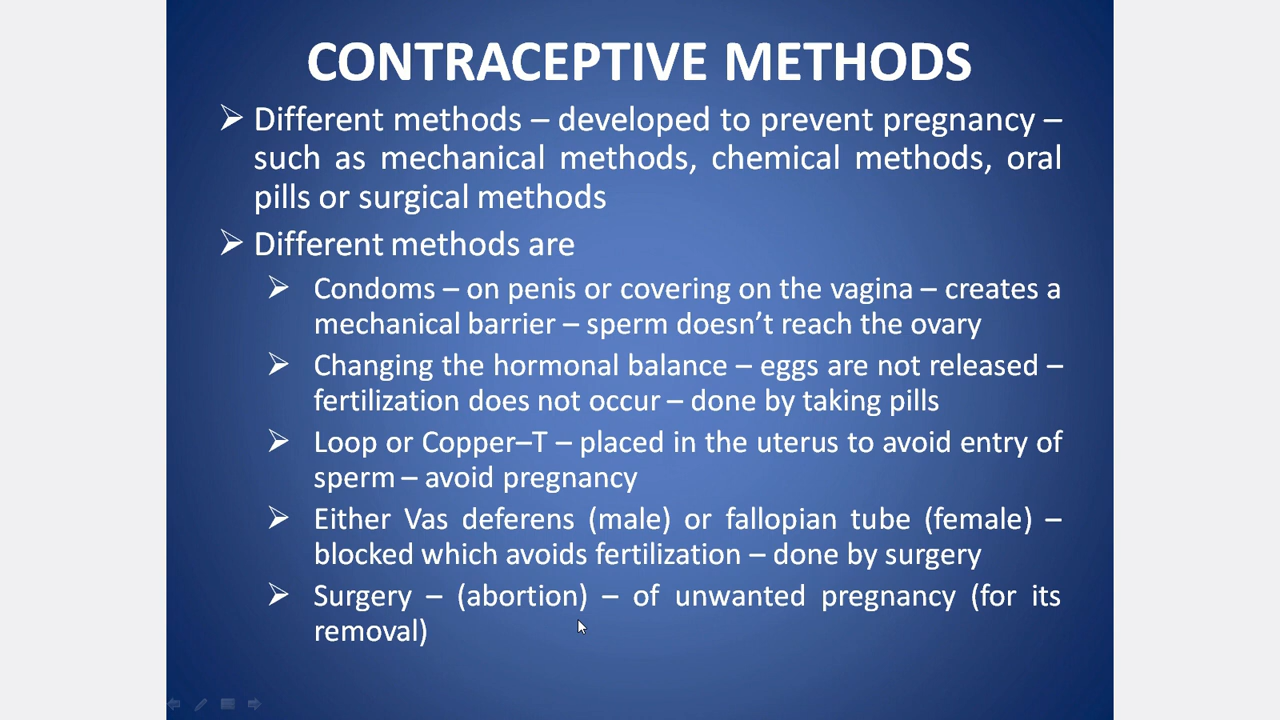 CONTRACEPTIVE METHODS
➢ Different methods – developed to prevent pregnancy –
such as mechanical methods, chemical methods, oral
pills or surgical methods
➢ Different methods are
➢ Condoms – on penis or covering on the vagina – creates a
mechanical barrier – sperm doesn’t reach the ovary
➢ Changing the hormonal balance – eggs are not released –
fertilization does not occur – done by taking pills
➢ Loop or Copper–T – placed in the uterus to avoid entry of
sperm – avoid pregnancy
➢ Either Vas deferens (male) or fallopian tube (female) –
blocked which avoids fertilization – done by surgery
➢ Surgery – (abortion) – of unwanted pregnancy (for its
removal)